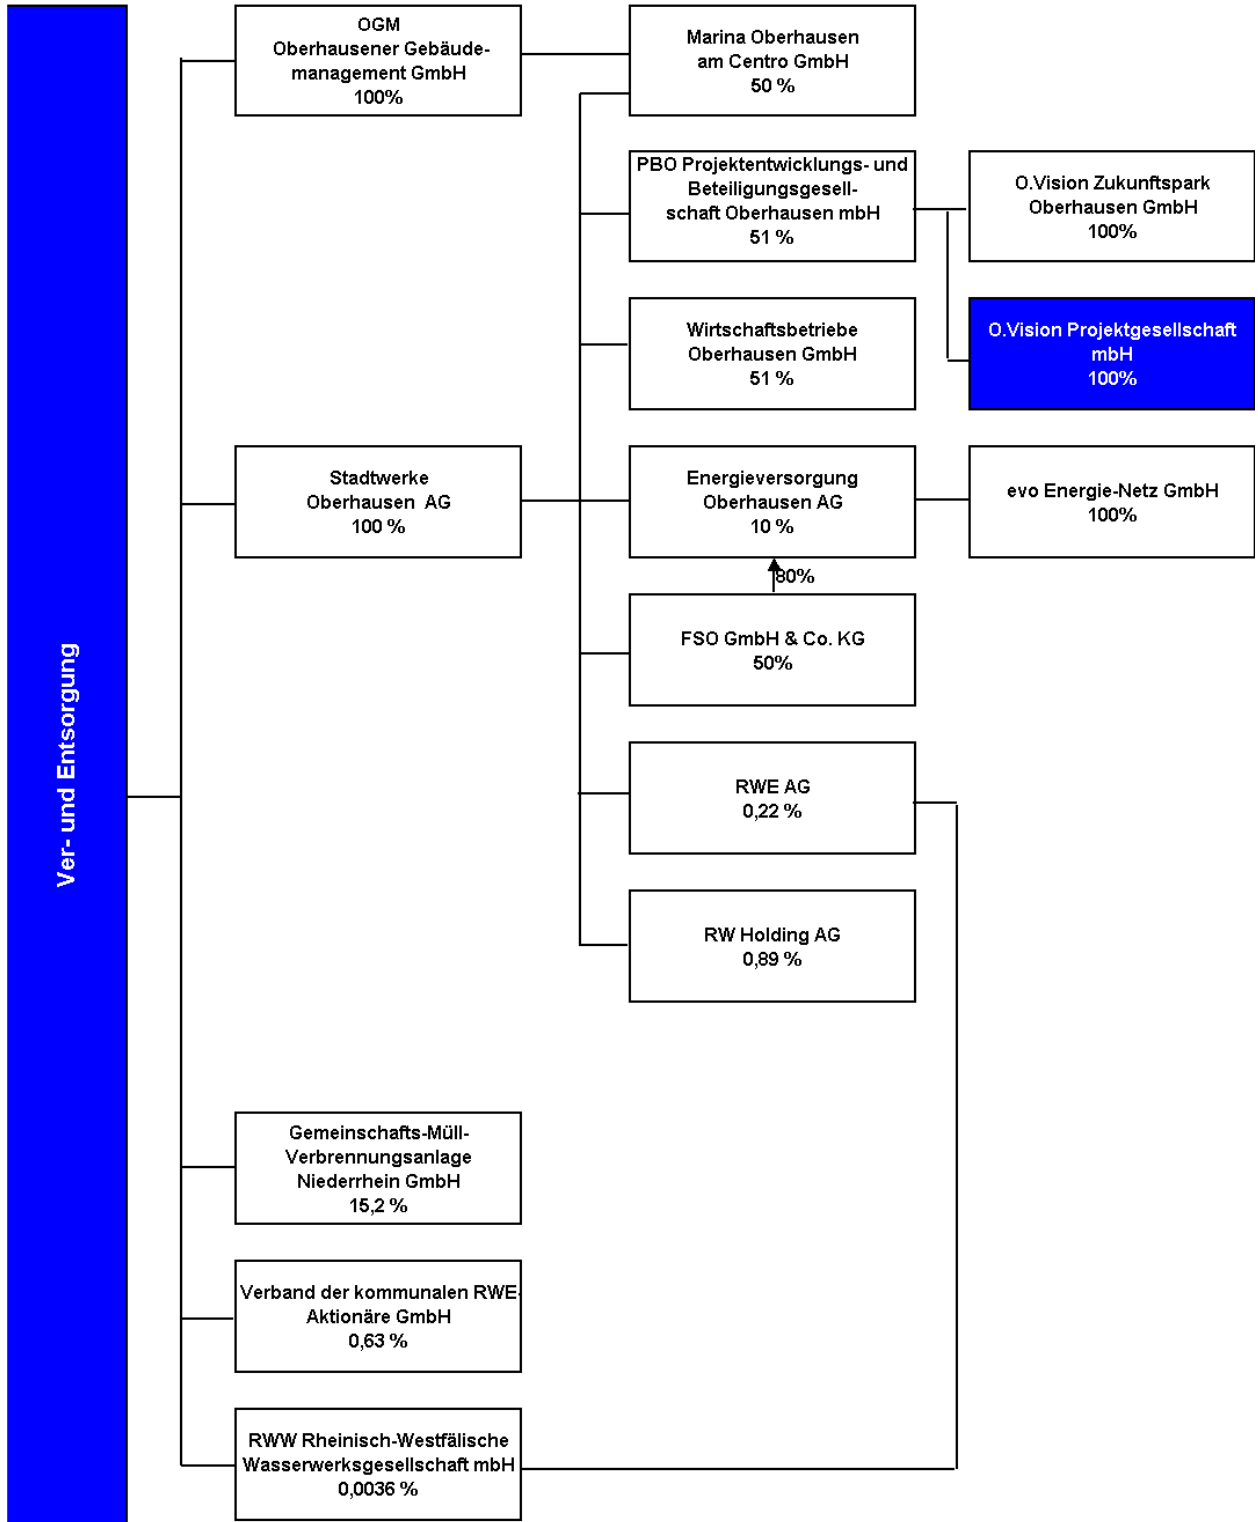 Ver- und Entsorgung
OGM
Oberhausener Gebäude-
management GmbH
100%
Marina Oberhausen
am Centro GmbH
50 %
PBO Projektentwicklungs- und
Beteiligungsgesell-
schaft Oberhausen mbH
51 %
O.Vision Zukunftspark
Oberhausen GmbH
100%
Wirtschaftsbetriebe
Oberhausen GmbH
51 %
O.Vision Projektgesellschaft
mbH
100%
Stadtwerke
Oberhausen AG
100 %
Energieversorgung
Oberhausen AG
10 %
evo Energie-Netz GmbH
100%
80%
FSO GmbH & Co. KG
50%
RWE AG
0,22 %
RW Holding AG
0,89 %
Gemeinschafts-Müll-
Verbrennungsanlage
Niederrhein GmbH
15,2 %
Verband der kommunalen RWE-
Aktionäre GmbH
0,63 %
RWW Rheinisch-Westfälische
Wasserwerksgesellschaft mbH
0,0036 %